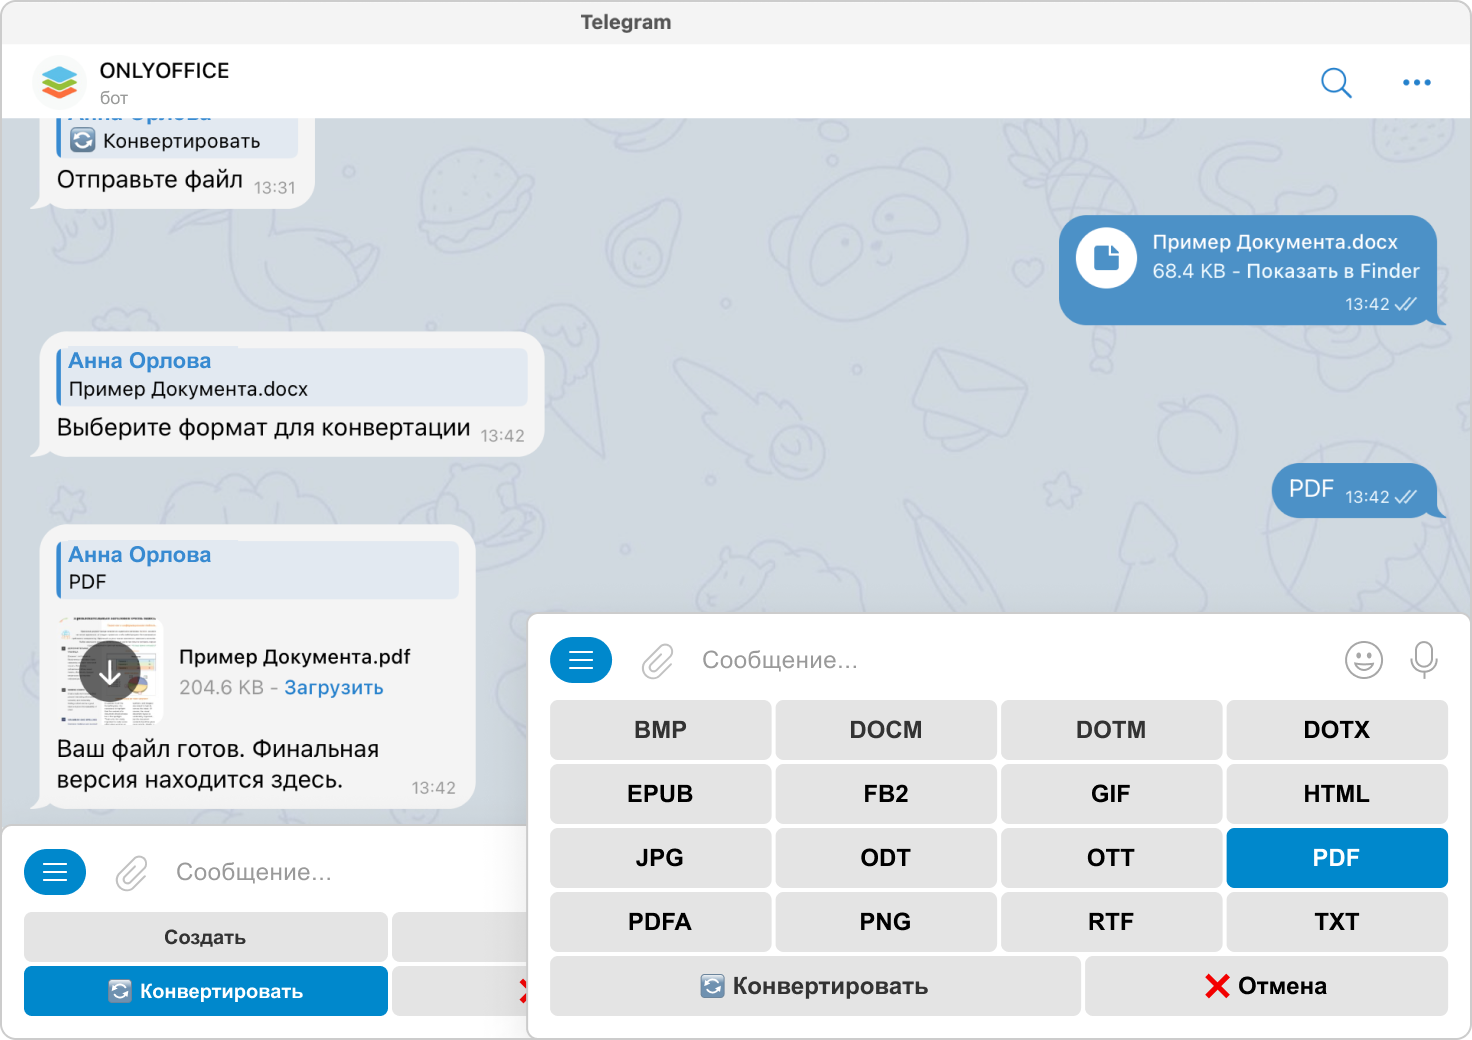 Telegram
ONLYOFFICE
бот
Анна Орлова
Конвертировать
Отправьте файл 13:31
Пример Документа.docx
68.4 KB - Показать в Finder
13:42
Анна Орлова
Пример Документа.docx
Выберите формат для конвертации 13:42
PDF 13:42
Анна Орлова
PDF
Пример Документа.pdf
204.6 KB - Загрузить
Ваш файл готов. Финальная
версия находится здесь. 13:42
Сообщение...
Создать
Конвертировать
Сообщение...
BMP DOCM DOTM DOTX
EPUB FB2 GIF HTML
JPG ODT OTT PDF
PDFA PNG RTF TXT
Конвертировать Отмена